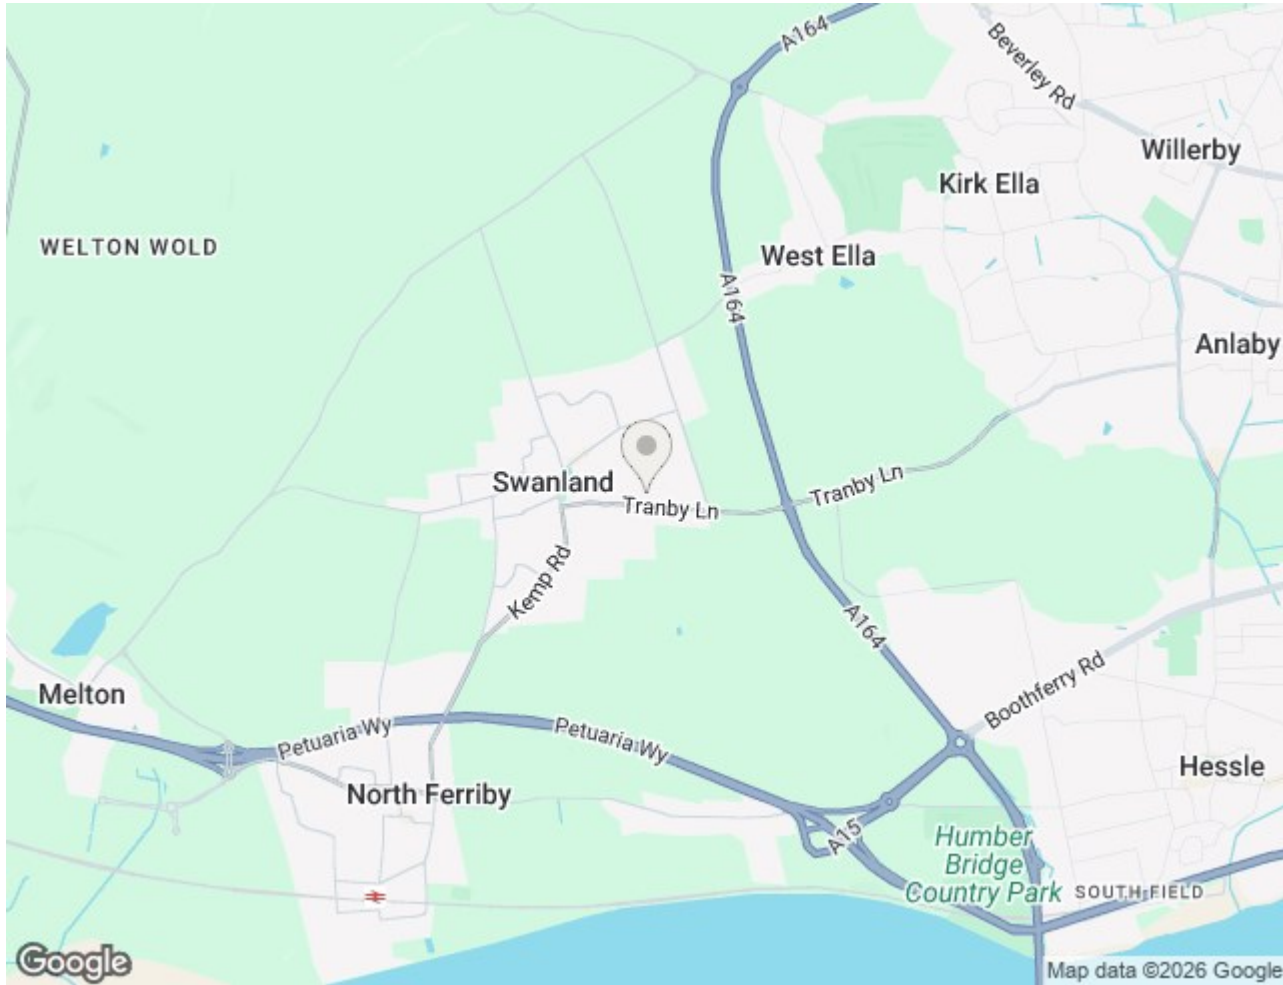 A164
Beverley Rd
Willerby
Kirk Ella
WELTON WOLD
West Ella
A164
Anlaby
Swanland
Tranby Ln
Tranby Ln
Kemp Rd
A164
Melton
Boothferry Rd
Petuaria Wy
Petuaria Wy
Hessle
North Ferriby
A15
Humber
Bridge
Country Park
SOUTH FIELD
Google
Map data ©2026 Google